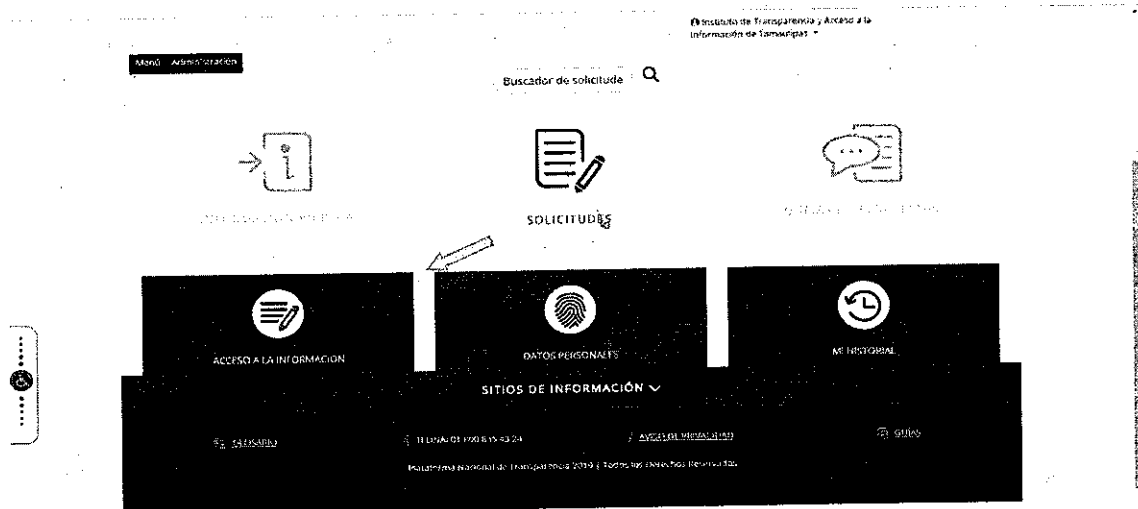 Instituto de Transparencia y Acceso a la
Información de Tamaulipas
Menú Administración
Buscador de solicitude
SOLICITUDES
ACCESO A LA INFORMACION
DATOS PERSONALES
MI HISTORIAL
SITIOS DE INFORMACIÓN
GLOSARIO
AVISO DE PRIVACIDAD
GUÍAS
Plataforma Nacional de Transparencia 2019 | Todos los Derechos Reservados